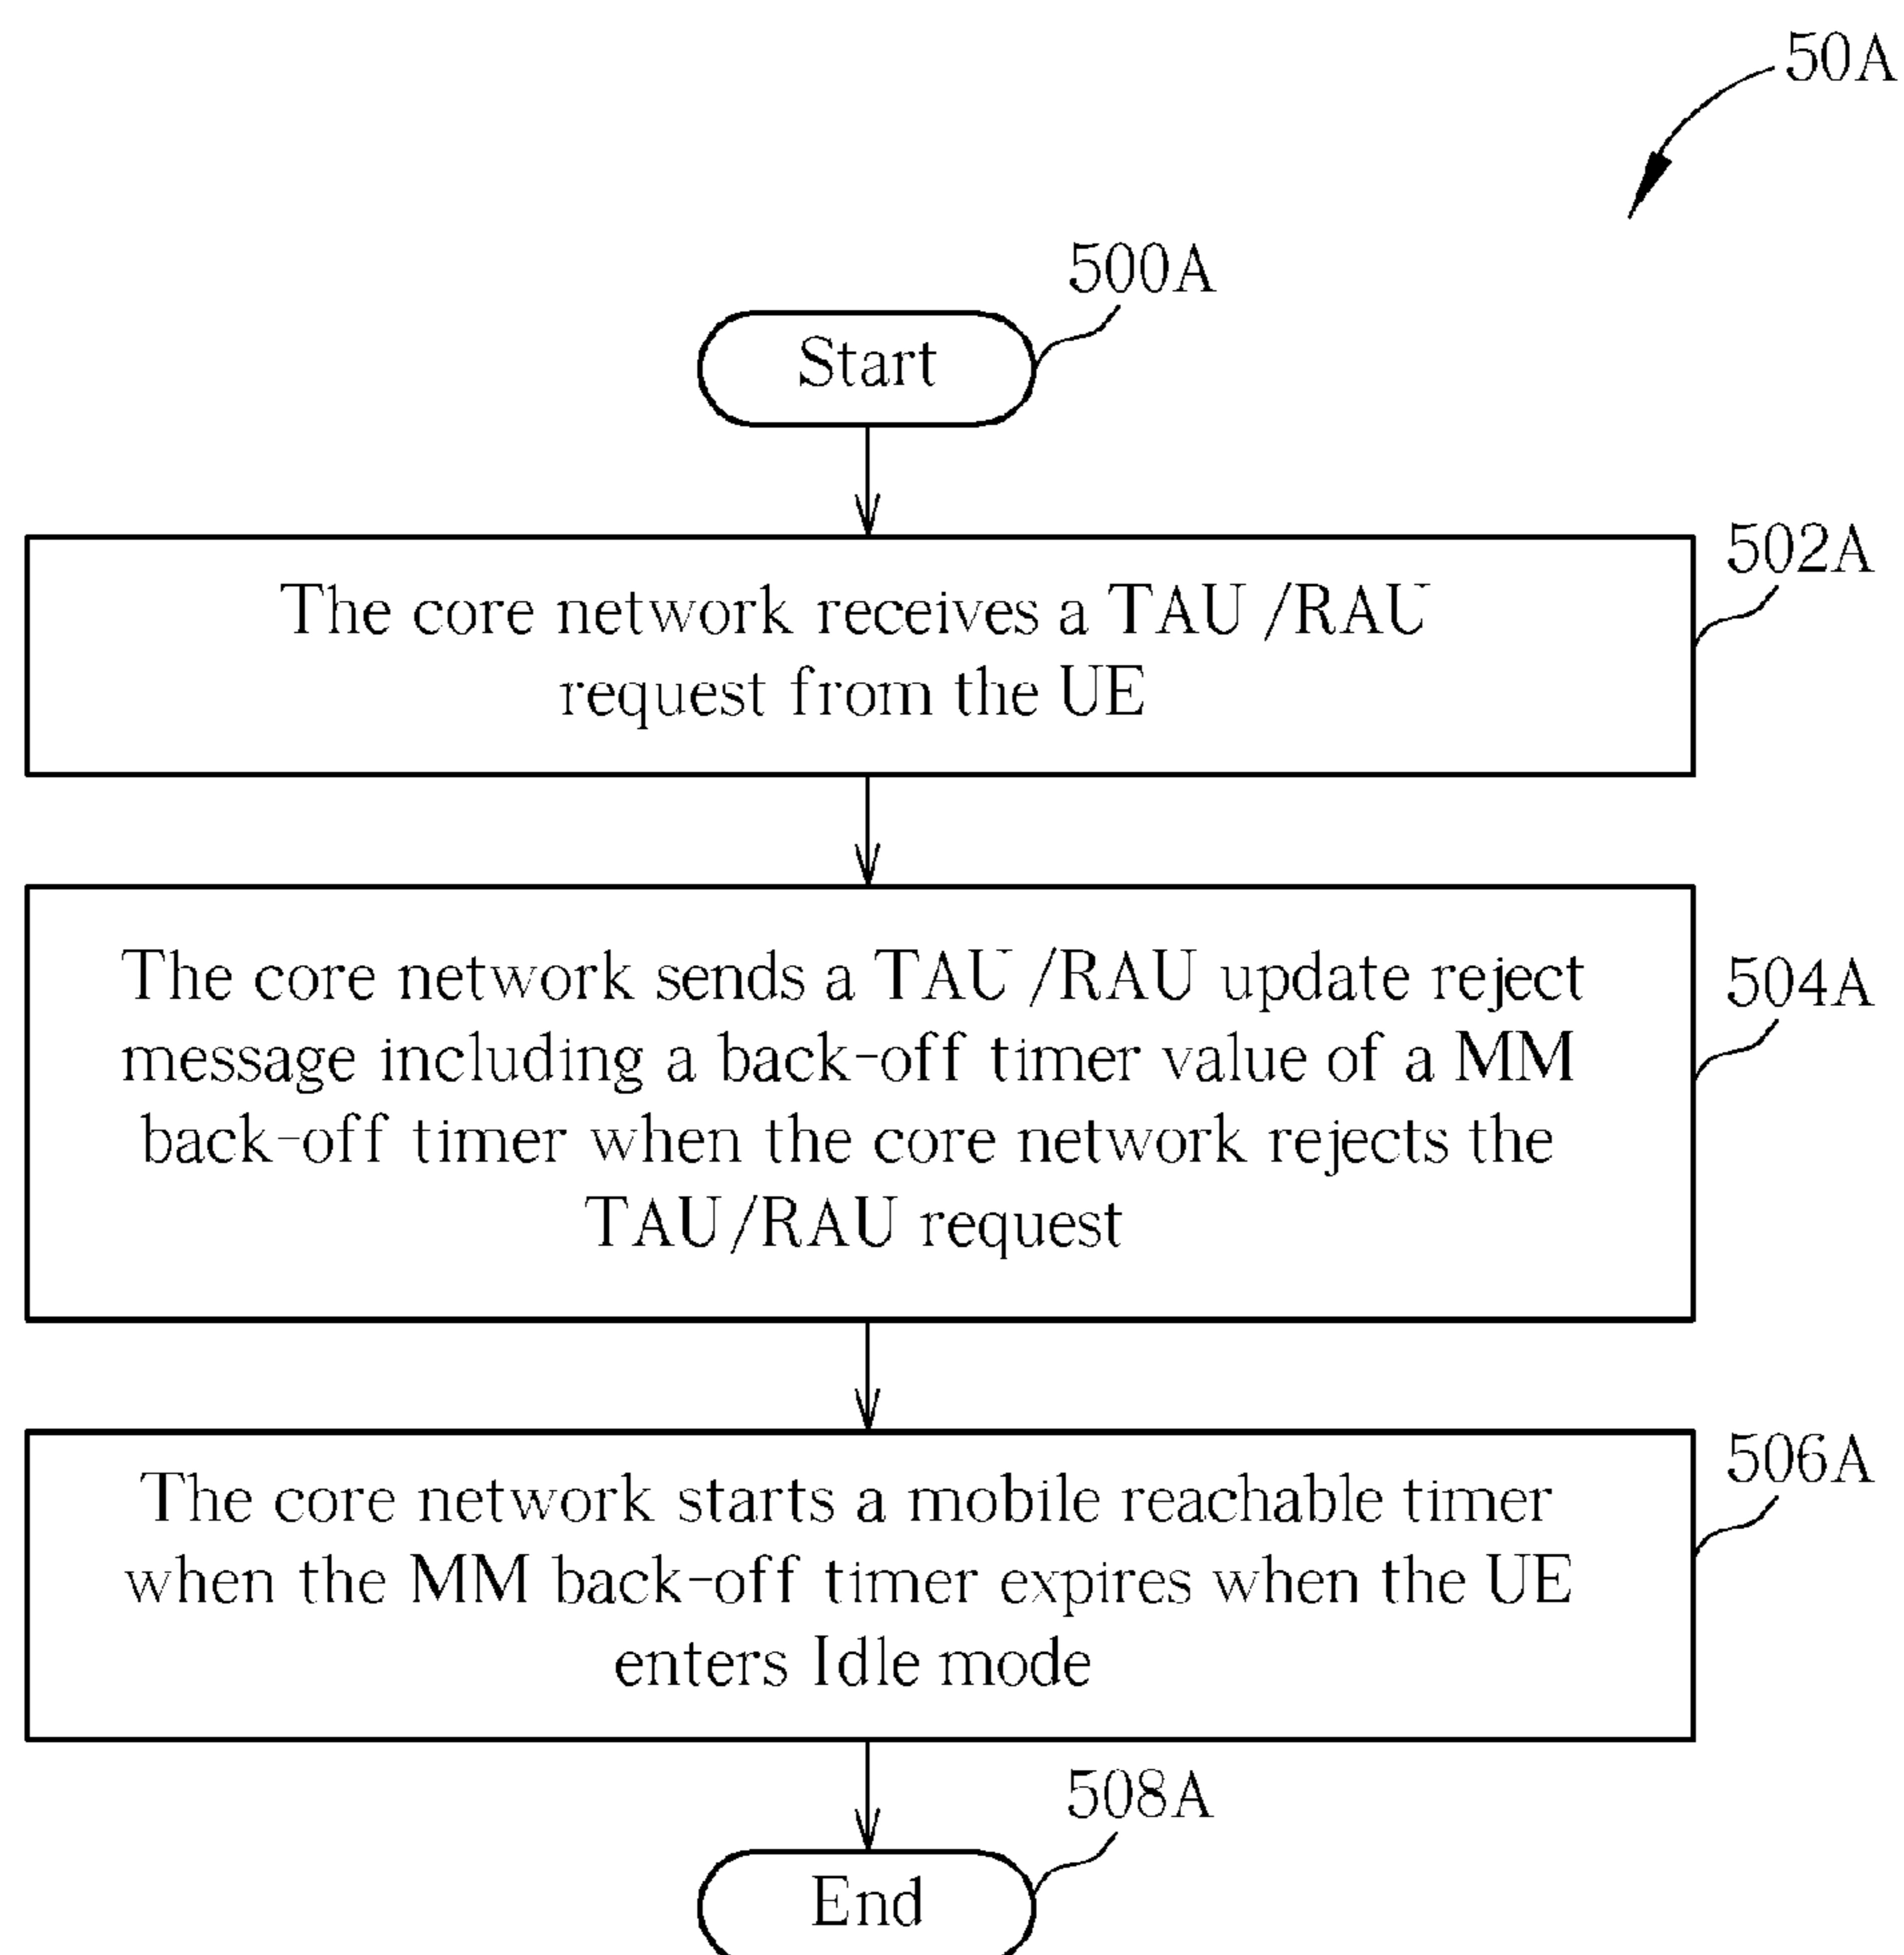 50A
500A
Start
502A
The core network receives a TAU /RAU
request from the UE
504A
The core network sends a TAU /RAU update reject
message including a back-off timer value of a MM
back-off timer when the core network rejects the
TAU/RAU request
506A
The core network starts a mobile reachable timer
when the MM back-off timer expires when the UE
enters Idle mode
508A
End